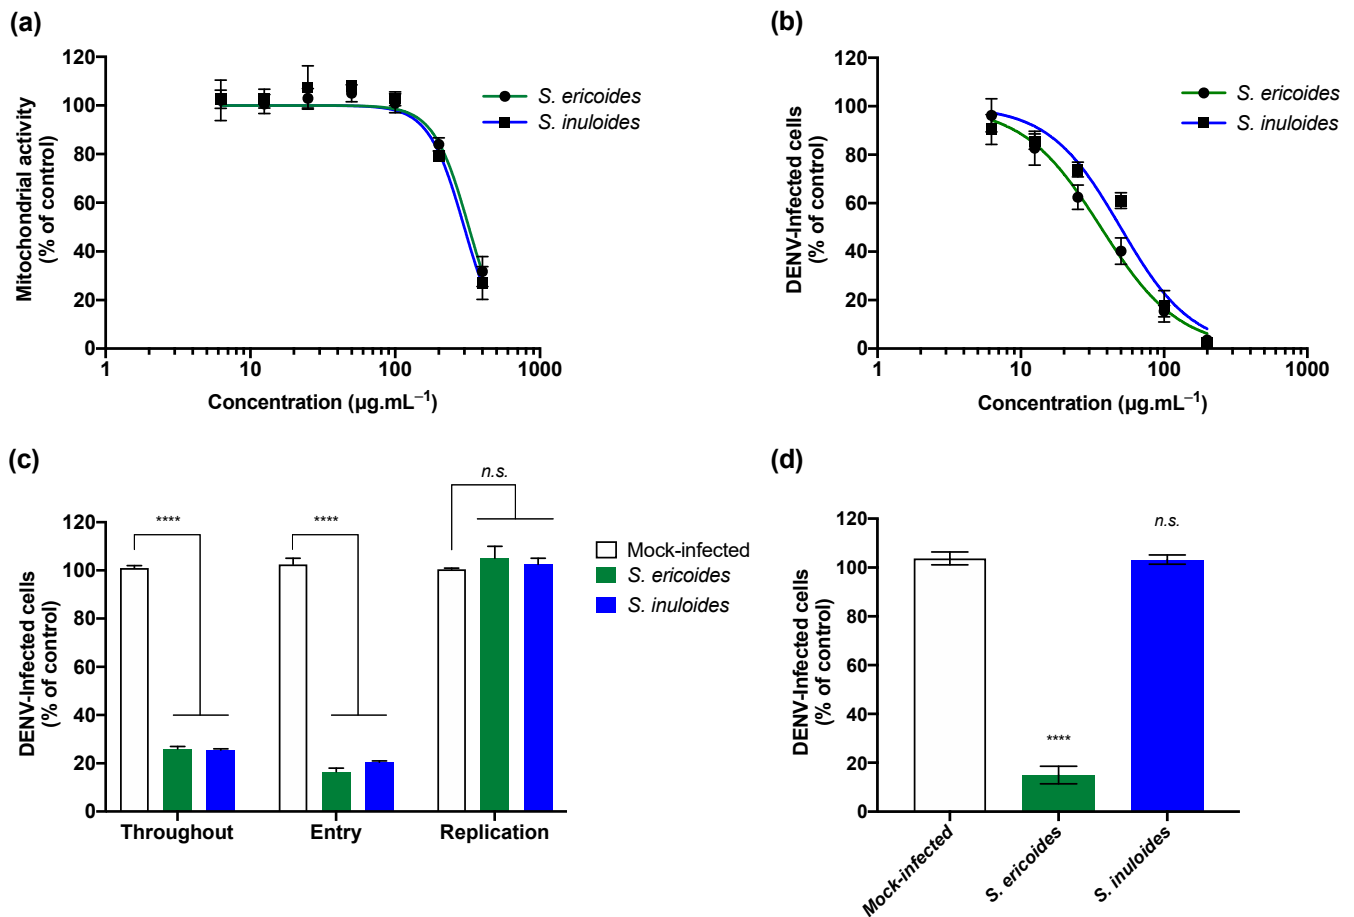 (a)
Mitochondrial activity
(% of control)
120
100
80
60
40
20
0
1
10
100
1000
Concentration (µg.mL⁻¹)
S. ericoides
S. inuloides
(b)
DENV-Infected cells
(% of control)
120
100
80
60
40
20
0
1
10
100
1000
Concentration (µg.mL⁻¹)
S. ericoides
S. inuloides
(c)
DENV-Infected cells
(% of control)
120
100
80
60
40
20
0
****
****
n.s.
Throughout
Entry
Replication
Mock-infected
S. ericoides
S. inuloides
(d)
DENV-Infected cells
(% of control)
120
100
80
60
40
20
0
****
n.s.
Mock-infected
S. ericoides
S. inuloides